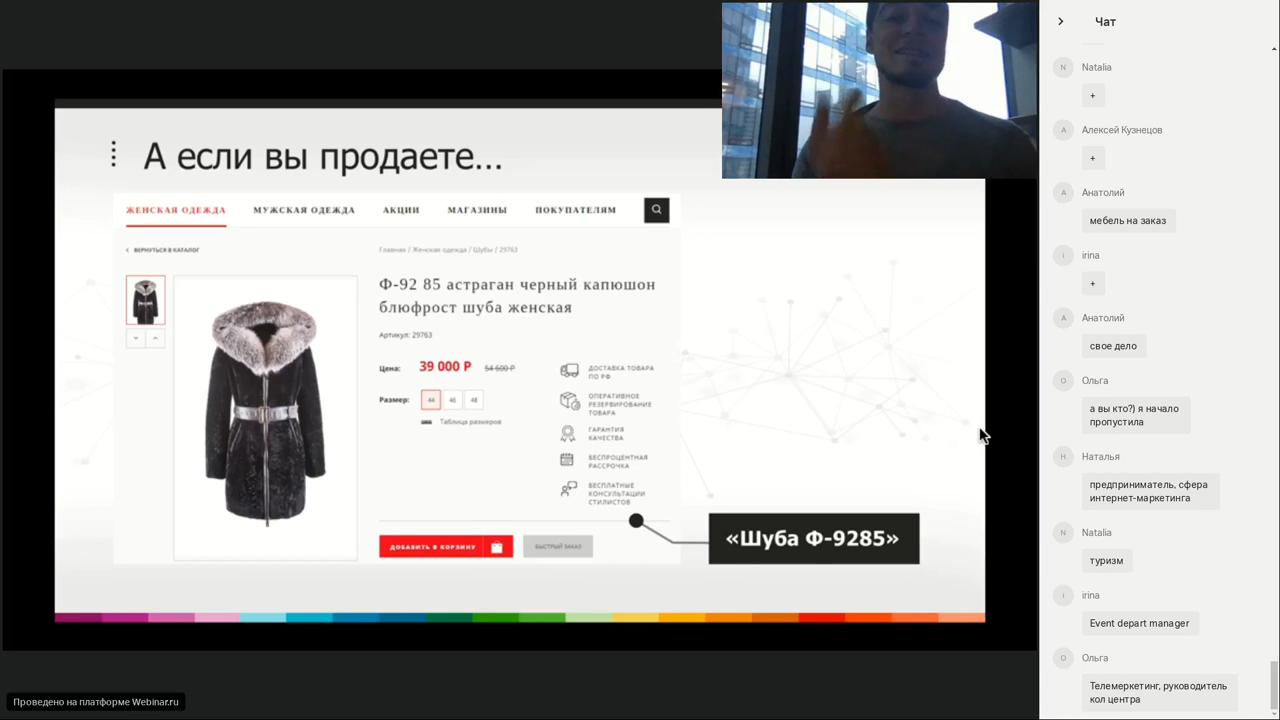 А если вы продаете...
ЖЕНСКАЯ ОДЕЖДА
МУЖСКАЯ ОДЕЖДА
АКЦИИ
МАГАЗИНЫ
ПОКУПАТЕЛЯМ
ВЕРНУТЬСЯ В КАТАЛОГ
Главная / Женская одежда / Шубы / 29763
Ф-92 85 астраган черный капюшон
блюфрост шуба женская
Артикул: 29763
Цена: 39 000 Р 54 600 Р
Размер: 44 46 48
Таблица размеров
ДОСТАВКА ТОВАРА
ПО РФ
ОПЕРАТИВНОЕ
РЕЗЕРВИРОВАНИЕ
ТОВАРА
ГАРАНТИЯ
КАЧЕСТВА
БЕСПРОЦЕНТНАЯ
РАССРОЧКА
БЕСПЛАТНЫЕ
КОНСУЛЬТАЦИИ
СТИЛИСТОВ
ДОБАВИТЬ В КОРЗИНУ
БЫСТРЫЙ ЗАКАЗ
«Шуба Ф-9285»
Проведено на платформе Webinar.ru
Чат
N Natalia
+
А Алексей Кузнецов
+
А Анатолий
мебель на заказ
i irina
+
А Анатолий
свое дело
О Ольга
а вы кто?) я начало
пропустила
Н Наталья
предприниматель, сфера
интернет-маркетинга
N Natalia
туризм
i irina
Event depart manager
О Ольга
Телемеркетинг, руководитель
кол центра